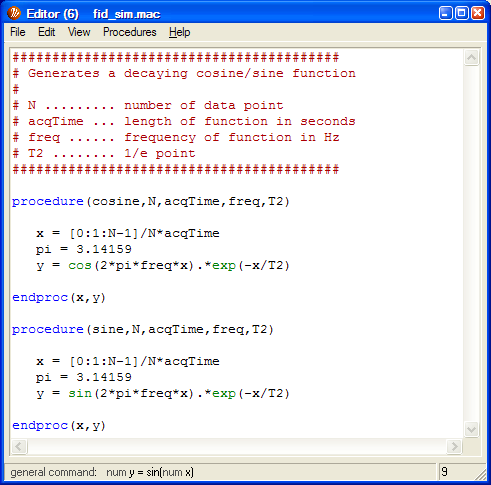 Editor (6) fid_sim.mac
File Edit View Procedures Help
#########################################
# Generates a decaying cosine/sine function
#
# N ......... number of data point
# acqTime ... length of function in seconds
# freq ...... frequency of function in Hz
# T2 ........ 1/e point
#########################################
procedure(cosine,N,acqTime,freq,T2)
x = [0:1:N-1]/N*acqTime
pi = 3.14159
y = cos(2*pi*freq*x).*exp(-x/T2)
endproc(x,y)
procedure(sine,N,acqTime,freq,T2)
x = [0:1:N-1]/N*acqTime
pi = 3.14159
y = sin(2*pi*freq*x).*exp(-x/T2)
endproc(x,y)
general command: num y = sin(num x) 9